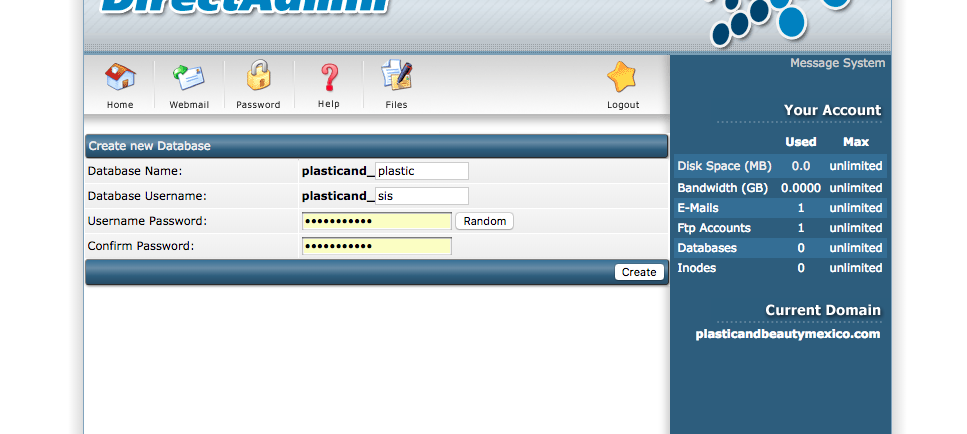 DirectAdmin
Message System
Home
Webmail
Password
Help
Files
Logout
Your Account
Used Max
Disk Space (MB) 0.0 unlimited
Bandwidth (GB) 0.0000 unlimited
E-Mails 1 unlimited
Ftp Accounts 1 unlimited
Databases 0 unlimited
Inodes 0 unlimited
Current Domain
plasticandbeautymexico.com
Create new Database
Database Name: plasticand_ plastic
Database Username: plasticand_ sis
Username Password: ••••••••••• Random
Confirm Password: •••••••••••
Create